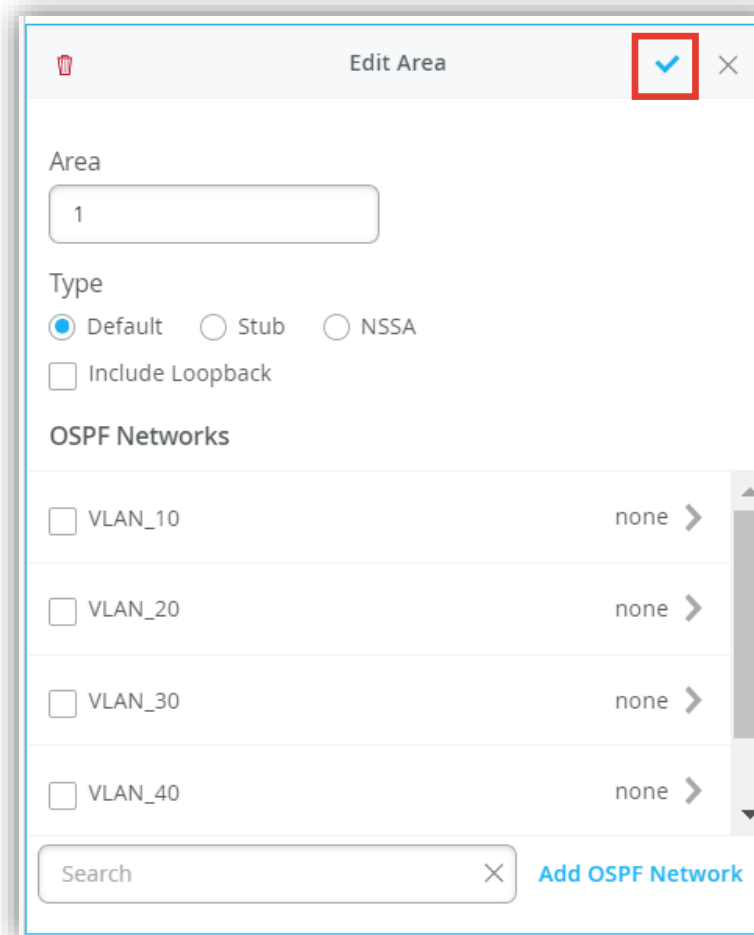 Edit Area
Area
1
Type
Default Stub NSSA
Include Loopback
OSPF Networks
VLAN_10 none
VLAN_20 none
VLAN_30 none
VLAN_40 none
Search Add OSPF Network